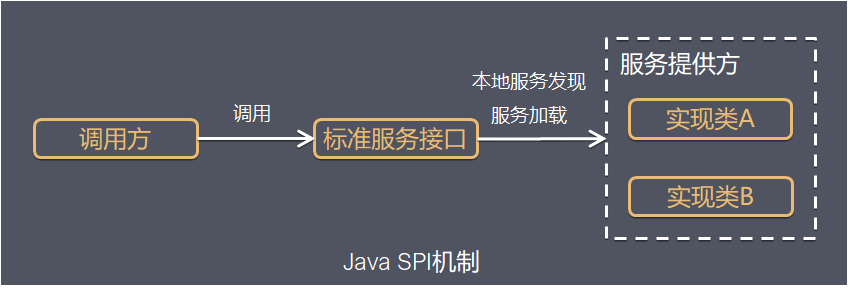 调用方
调用
标准服务接口
本地服务发现
服务加载
服务提供方
实现类A
实现类B
Java SPI机制